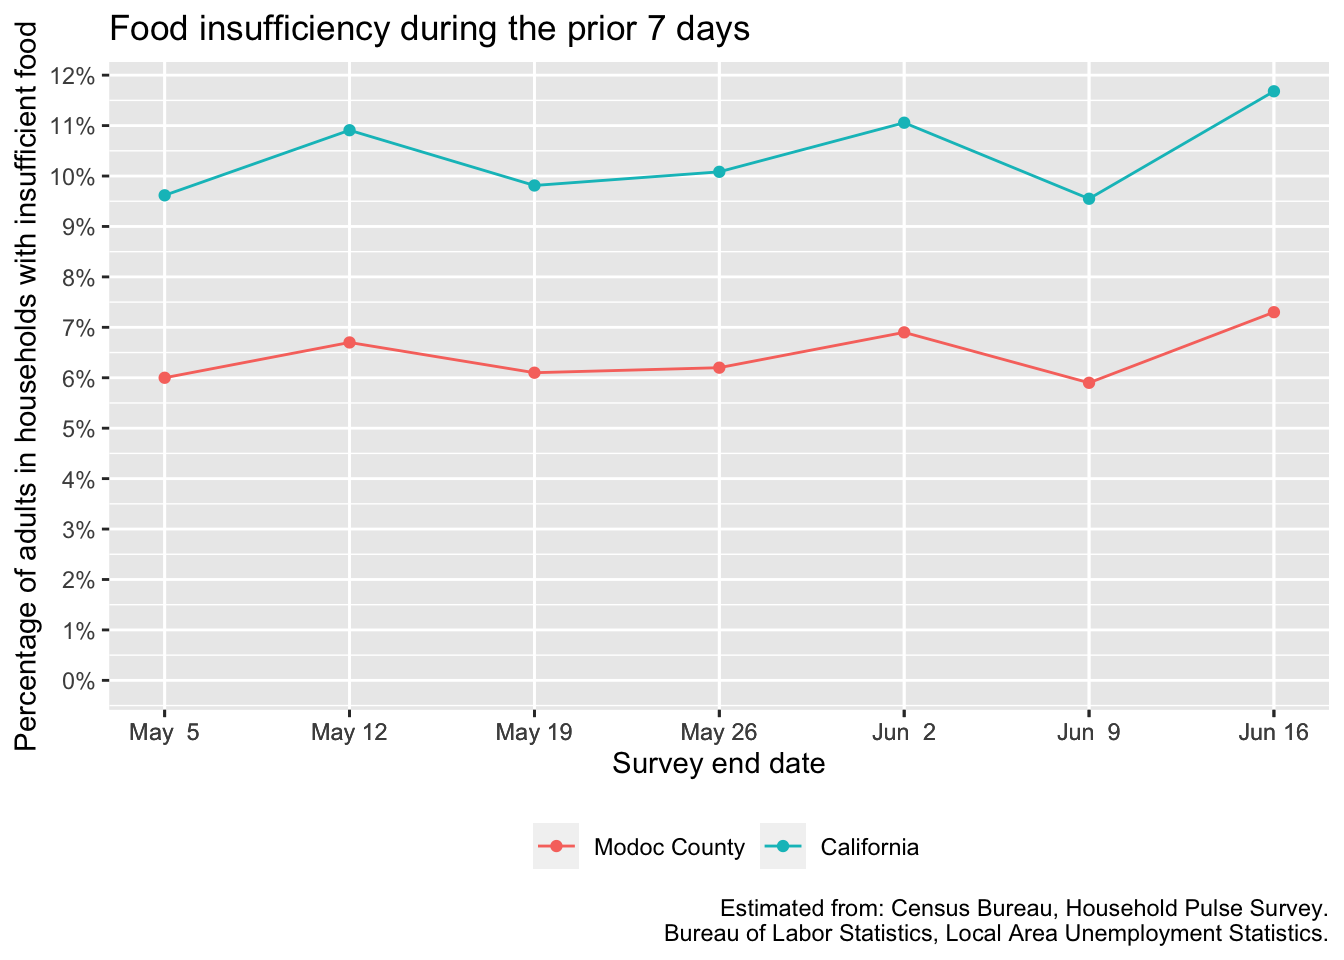 Food insufficiency during the prior 7 days
Percentage of adults in households with insufficient food
12%
11%
10%
9%
8%
7%
6%
5%
4%
3%
2%
1%
0%
May  5
May 12
May 19
May 26
Jun  2
Jun  9
Jun 16
Survey end date
Modoc County
California
Estimated from: Census Bureau, Household Pulse Survey.
Bureau of Labor Statistics, Local Area Unemployment Statistics.